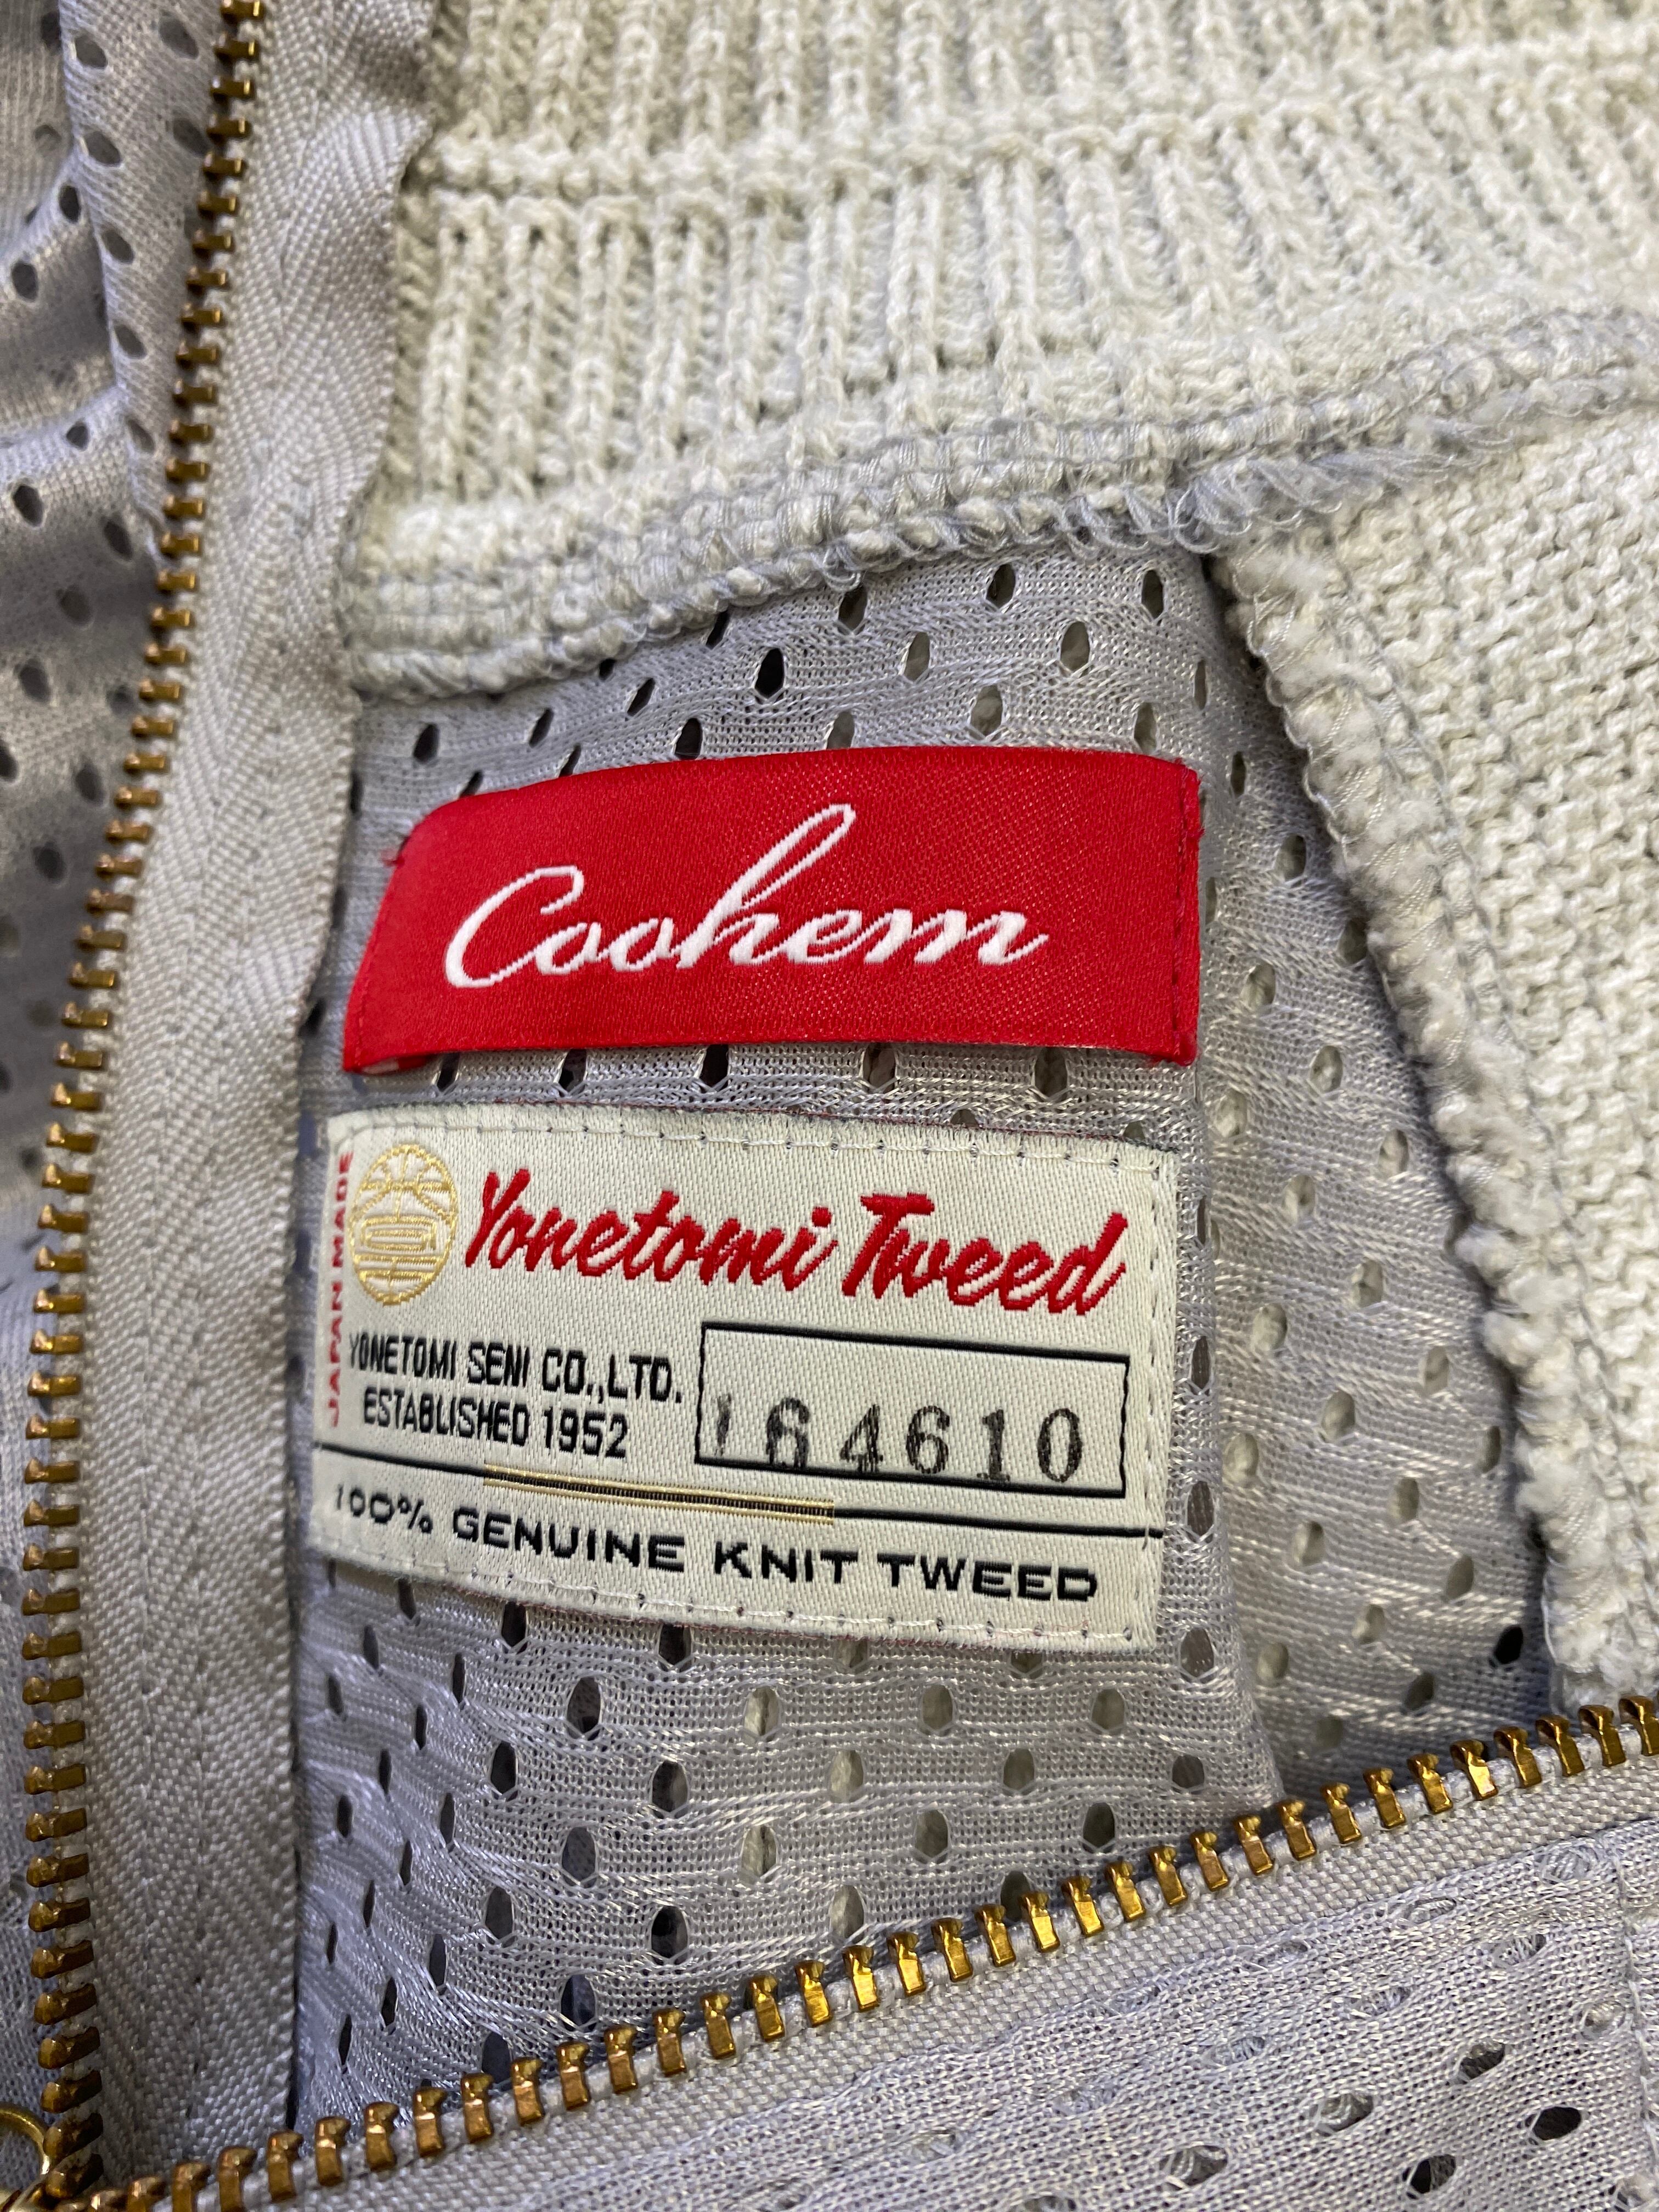 Coohem
JAPAN MADE
Yonetomi Tweed
YONETOMI SENI CO.,LTD.
ESTABLISHED 1952
164610
100% GENUINE KNIT TWEED